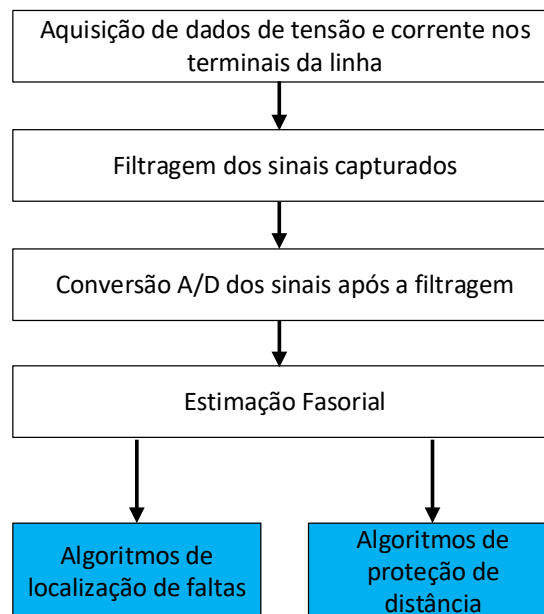 Aquisição de dados de tensão e corrente nos
terminais da linha
Filtragem dos sinais capturados
Conversão A/D dos sinais após a filtragem
Estimação Fasorial
Algoritmos de
localização de faltas
Algoritmos de
proteção de
distância